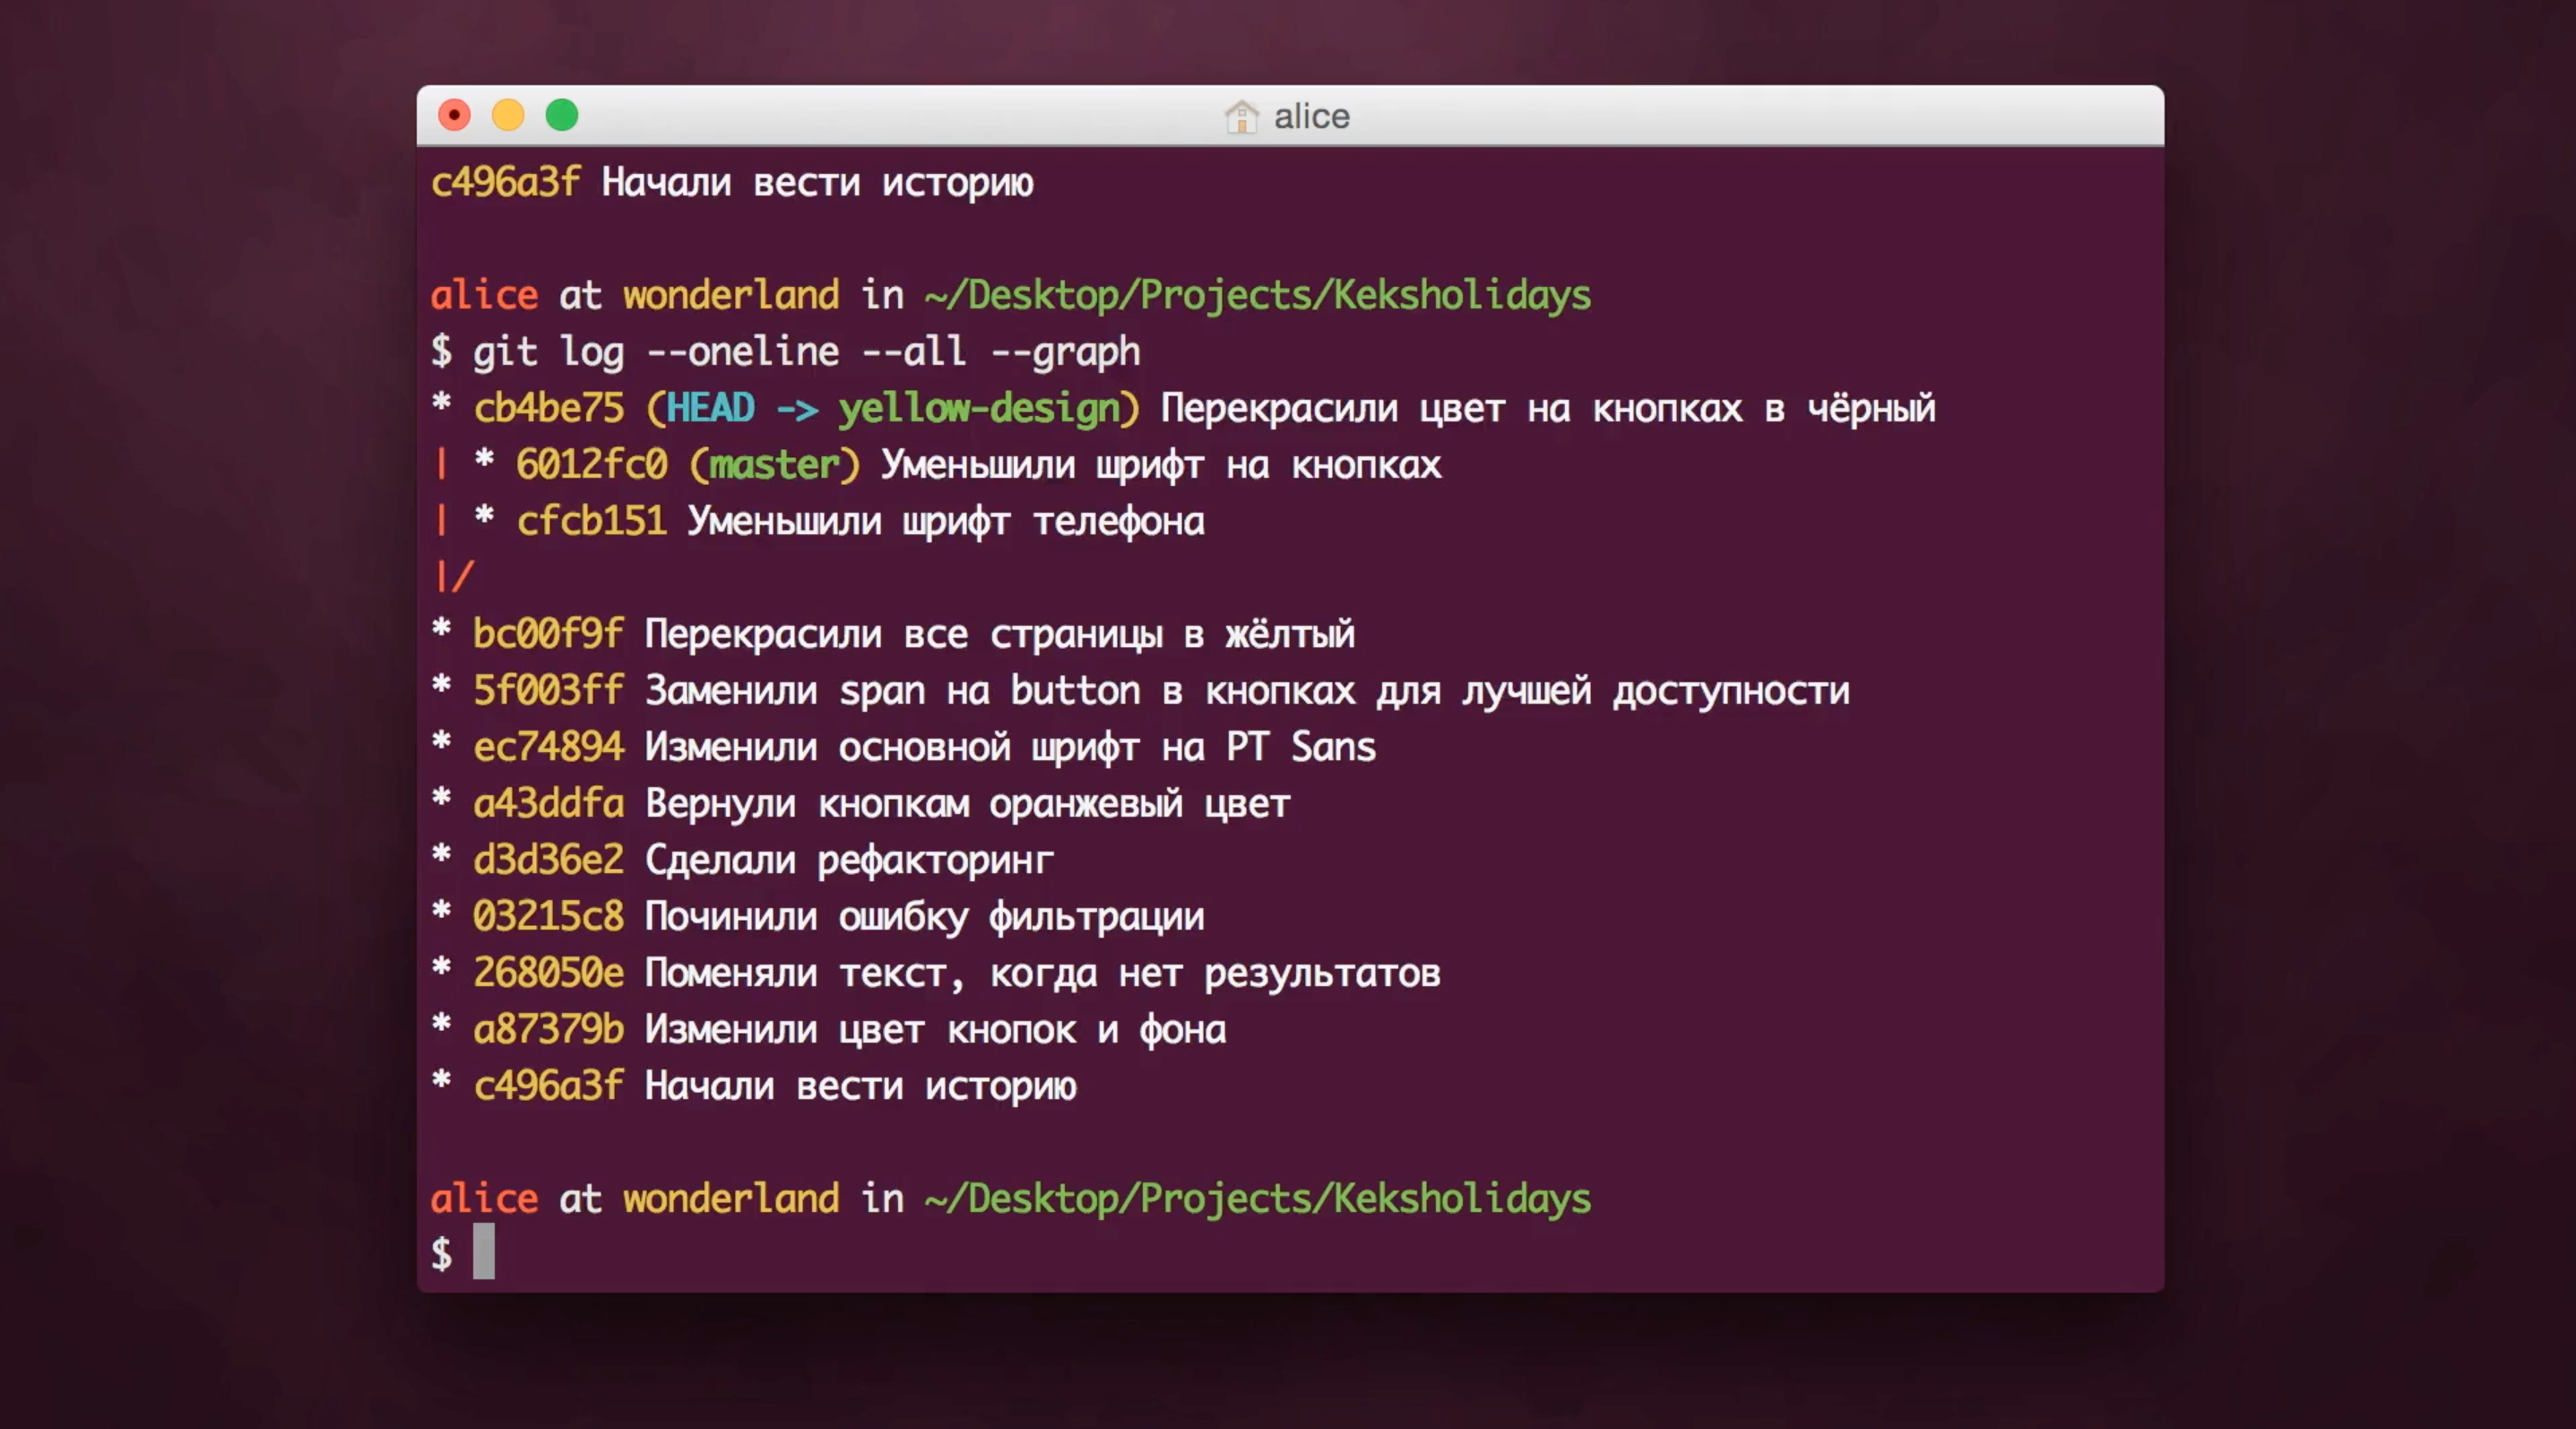 alice
c496a3f Начали вести историю
alice at wonderland in ~/Desktop/Projects/Keksholidays
$ git log --oneline --all --graph
* cb4be75 (HEAD -> yellow-design) Перекрасили цвет на кнопках в чёрный
| * 6012fc0 (master) Уменьшили шрифт на кнопках
| * cfcb151 Уменьшили шрифт телефона
|/
* bc00f9f Перекрасили все страницы в жёлтый
* 5f003ff Заменили span на button в кнопках для лучшей доступности
* ec74894 Изменили основной шрифт на PT Sans
* a43ddfa Вернули кнопкам оранжевый цвет
* d3d36e2 Сделали рефакторинг
* 03215c8 Починили ошибку фильтрации
* 268050e Поменяли текст, когда нет результатов
* a87379b Изменили цвет кнопок и фона
* c496a3f Начали вести историю
alice at wonderland in ~/Desktop/Projects/Keksholidays
$